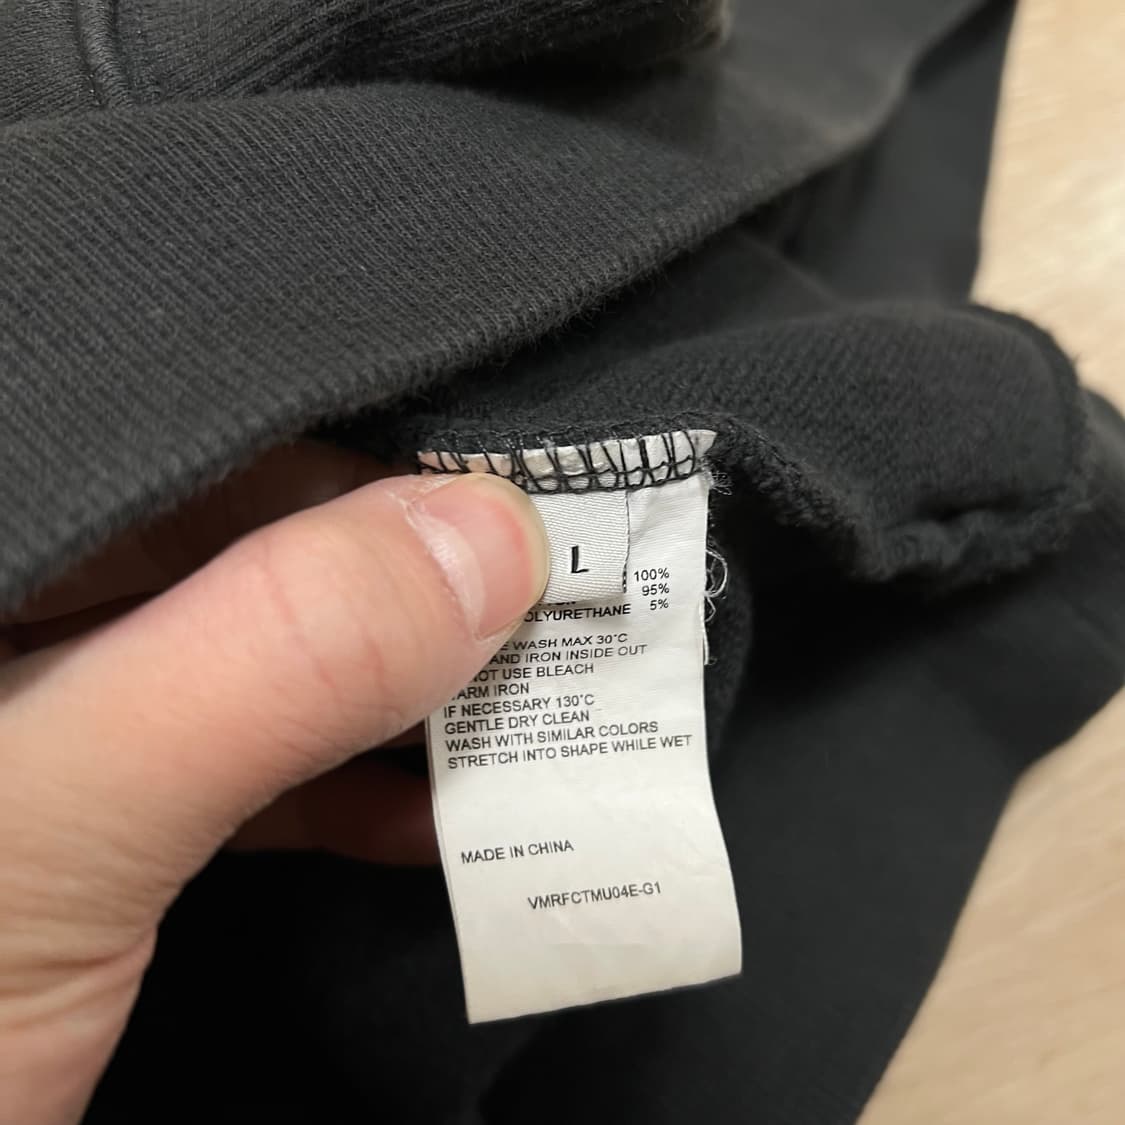 L
100%
95%
5%
WASH MAX 30°C
AND IRON INSIDE OUT
USE BLEACH
IRON
IF NECESSARY 130°C
GENTLE DRY CLEAN
WASH WITH SIMILAR COLORS
STRETCH INTO SHAPE WHILE WET
MADE IN CHINA
VMRFCTMU04E-G1